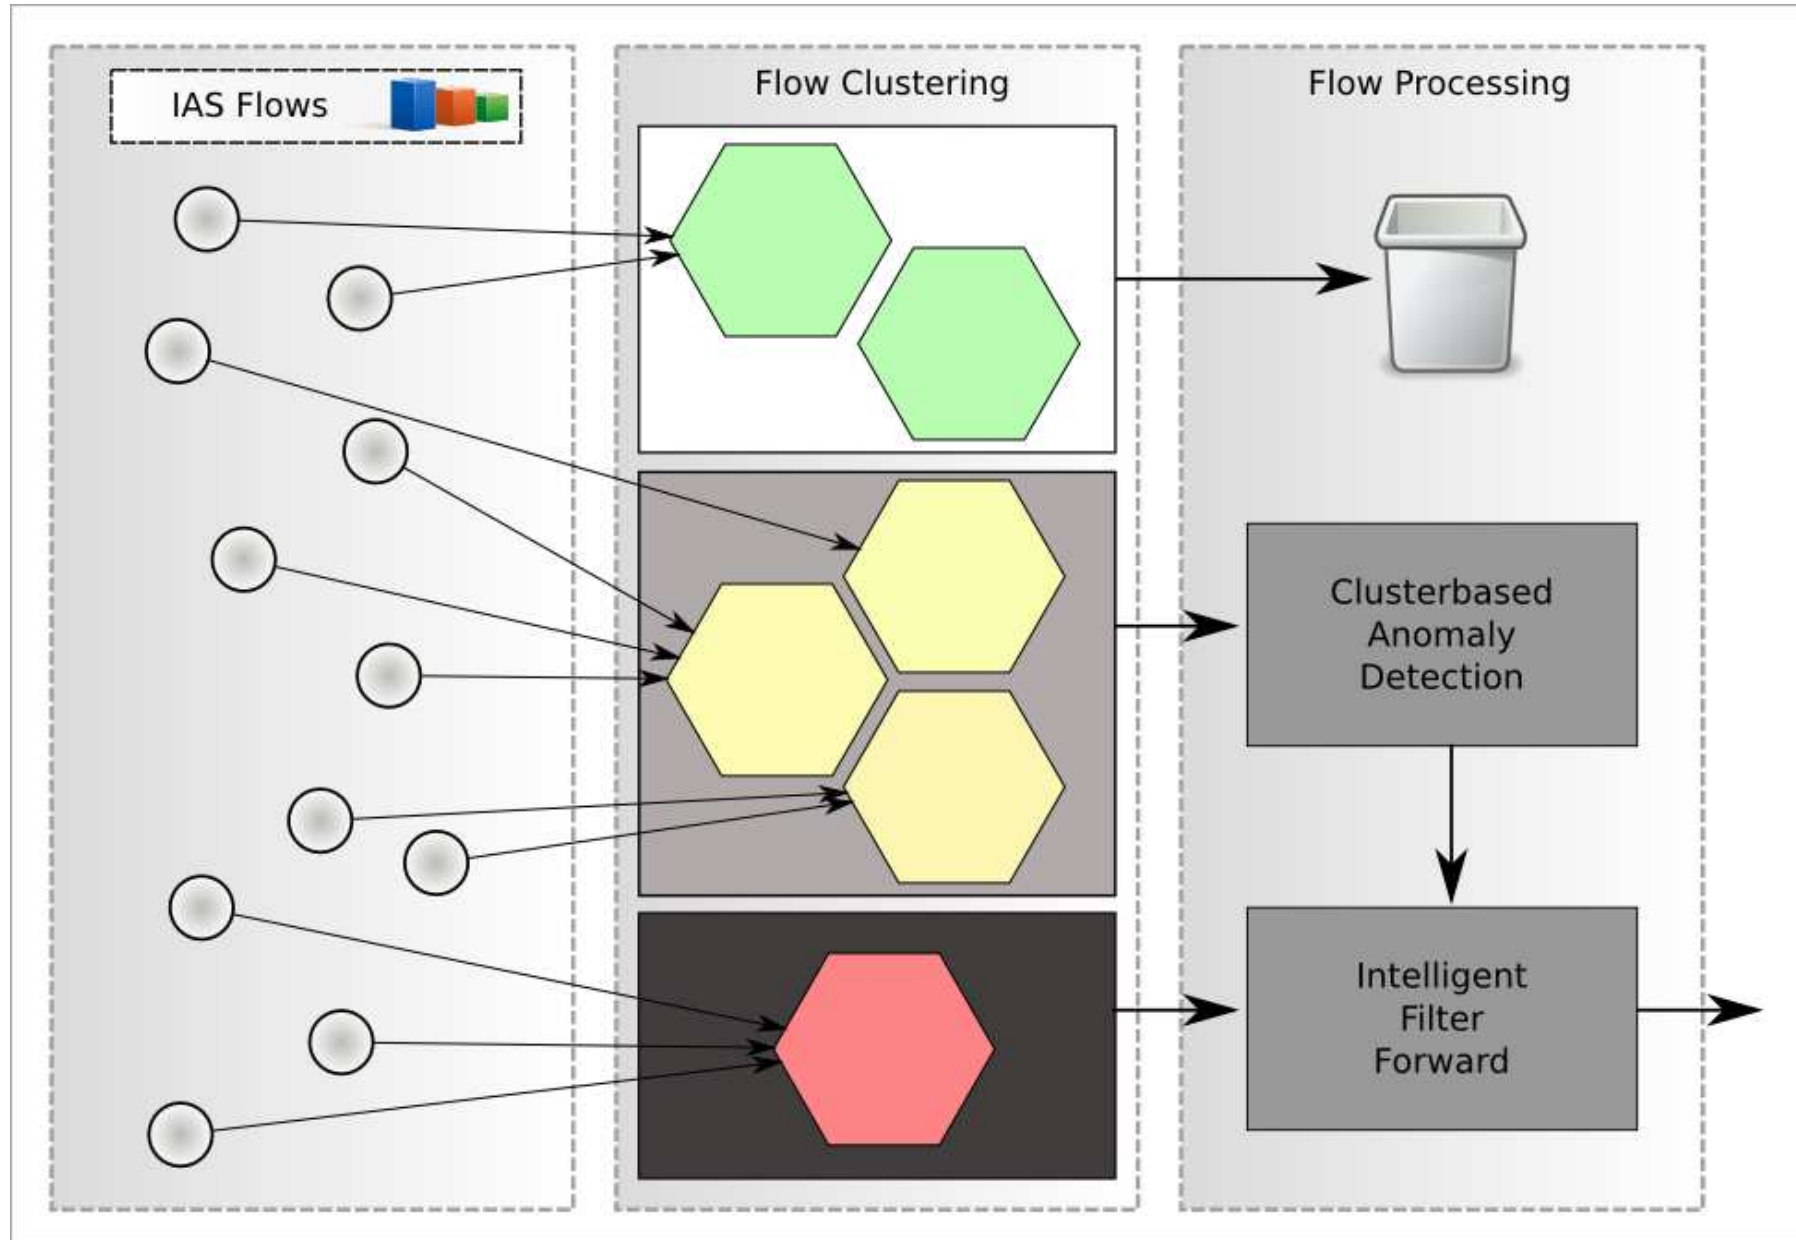 IAS Flows
Flow Clustering
Flow Processing
Clusterbased
Anomaly
Detection
Intelligent
Filter
Forward